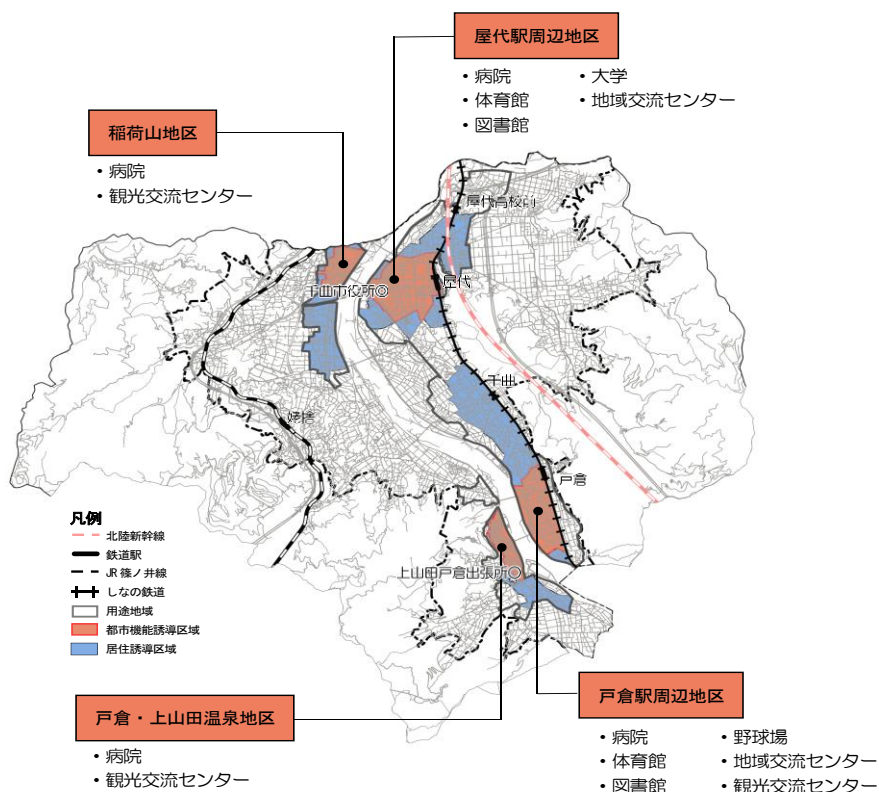 屋代駅周辺地区
・病院
・体育館
・図書館
・大学
・地域交流センター
稲荷山地区
・病院
・観光交流センター
屋代高校前
屋代
千曲市役所◎
千曲
姨捨
戸倉
上山田戸倉出張所○
凡例
北陸新幹線
鉄道駅
JR 篠ノ井線
しなの鉄道
用途地域
都市機能誘導区域
居住誘導区域
戸倉・上山田温泉地区
・病院
・観光交流センター
戸倉駅周辺地区
・病院
・体育館
・図書館
・野球場
・地域交流センター
・観光交流センター